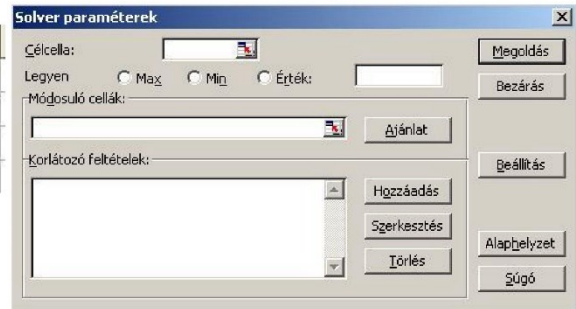 Solver paraméterek
Célcella:
Megoldás
Legyen Max Min Érték:
Bezárás
Módosuló cellák:
Ajánlat
Korlátozó feltételek:
Beállítás
Hozzáadás
Szerkesztés
Törlés
Alaphelyzet
Súgó